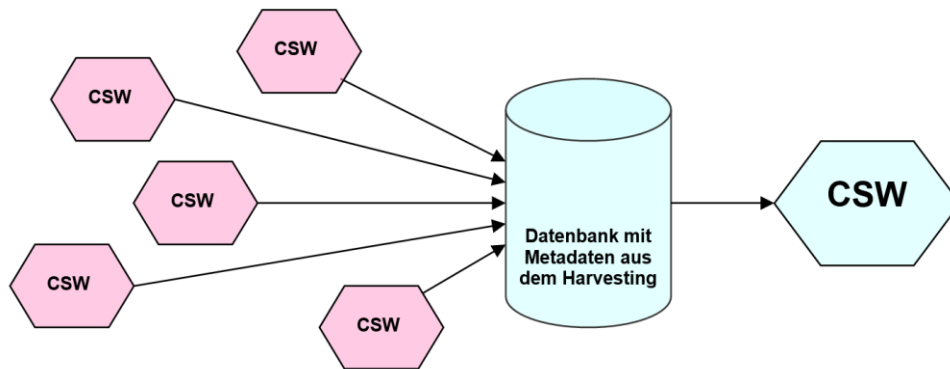 CSW
CSW
CSW
CSW
CSW
Datenbank mit
Metadaten aus
dem Harvesting
CSW